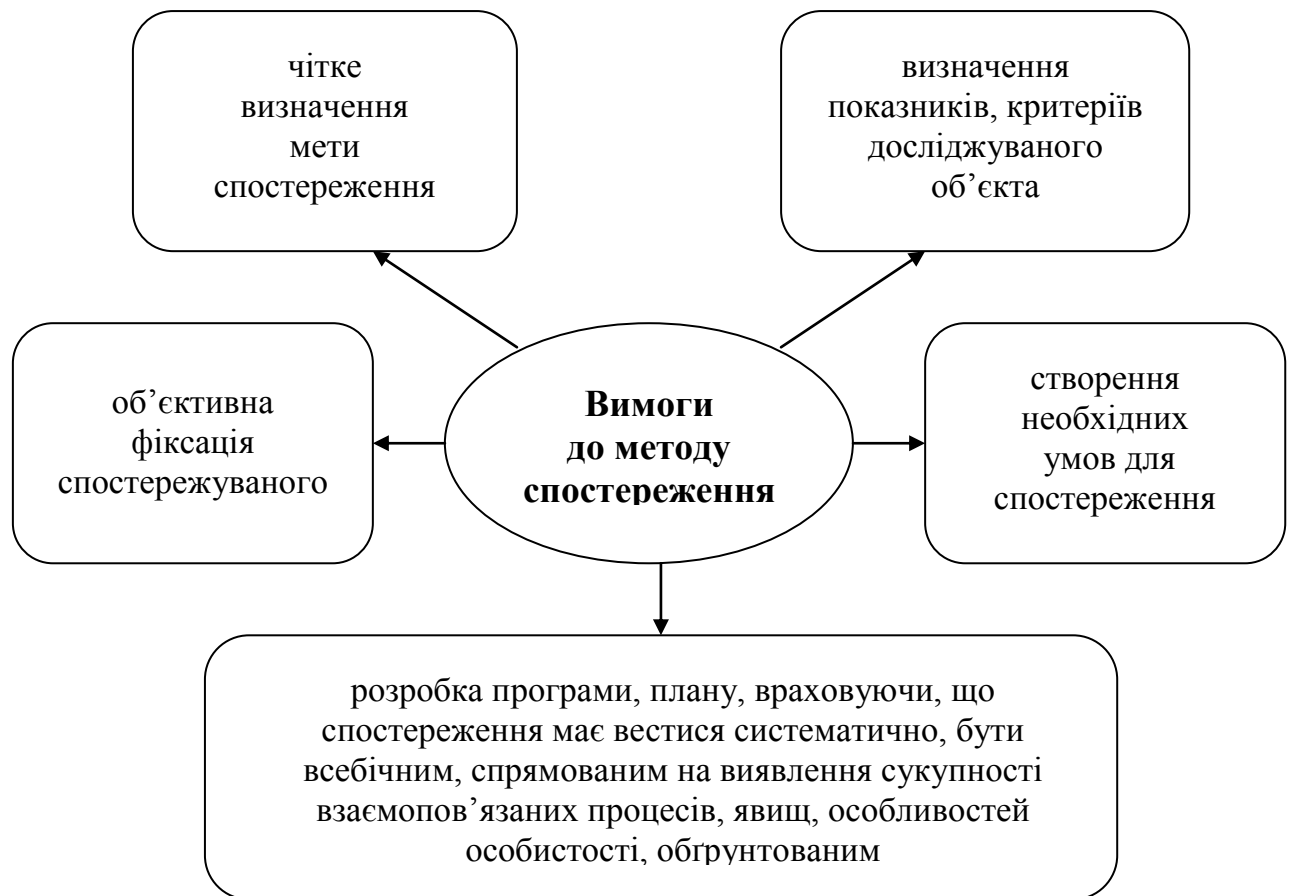 чітке
визначення
мети
спостереження
визначення
показників, критеріїв
досліджуваного
об’єкта
об’єктивна
фіксація
спостережуваного
Вимоги
до методу
спостереження
створення
необхідних
умов для
спостереження
розробка програми, плану, враховуючи, що
спостереження має вестися систематично, бути
всебічним, спрямованим на виявлення сукупності
взаємопов’язаних процесів, явищ, особливостей
особистості, обґрунтованим